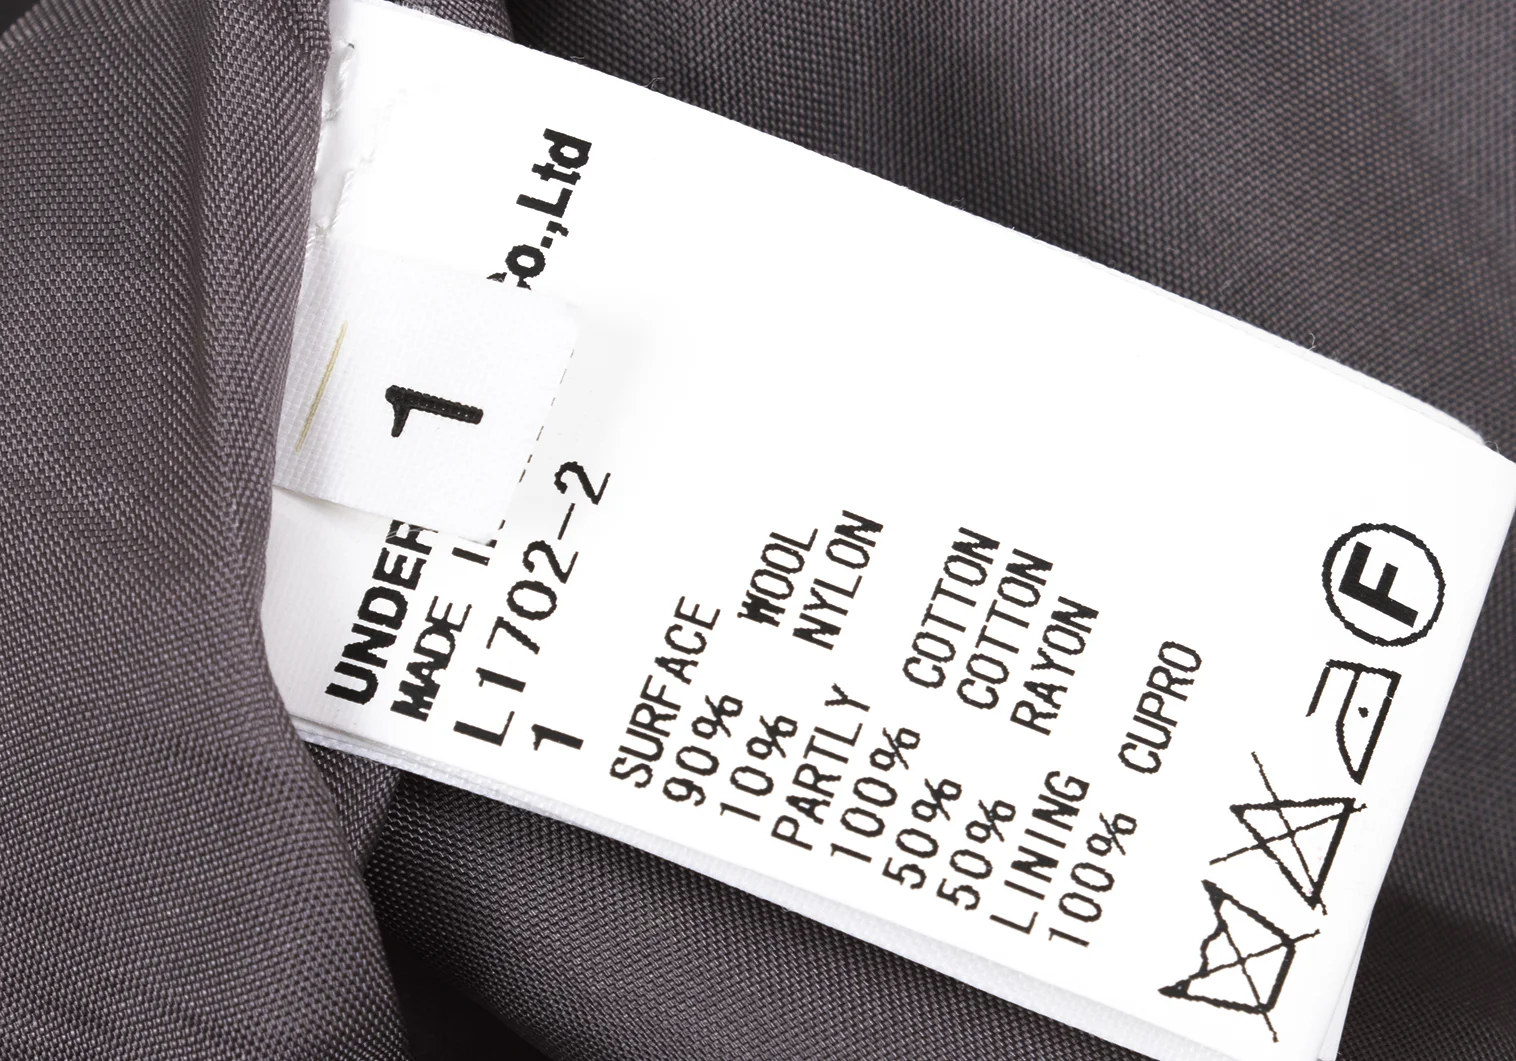 1
UNDER
Co.,Ltd
MADE
L1702-2
1
SURFACE
90% WOOL
10% NYLON
PARTLY
100% COTTON
50% COTTON
50% RAYON
LINING
100% CUPRO
F